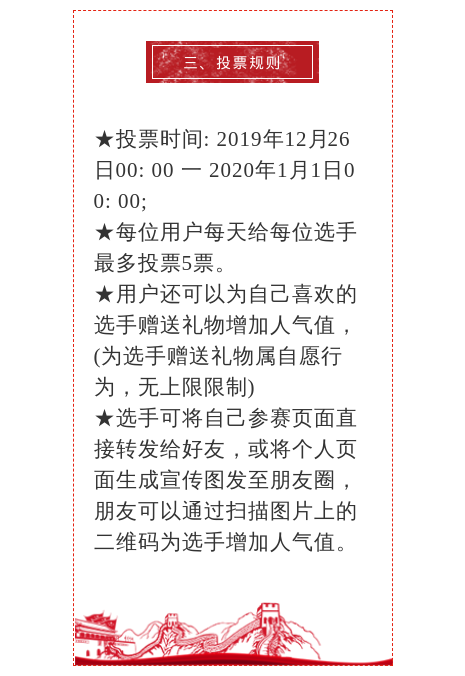 三、投票规则
★投票时间: 2019年12月26
日00: 00 一 2020年1月1日0
0: 00;
★每位用户每天给每位选手
最多投票5票。
★用户还可以为自己喜欢的
选手赠送礼物增加人气值，
(为选手赠送礼物属自愿行
为，无上限限制)
★选手可将自己参赛页面直
接转发给好友，或将个人页
面生成宣传图发至朋友圈，
朋友可以通过扫描图片上的
二维码为选手增加人气值。